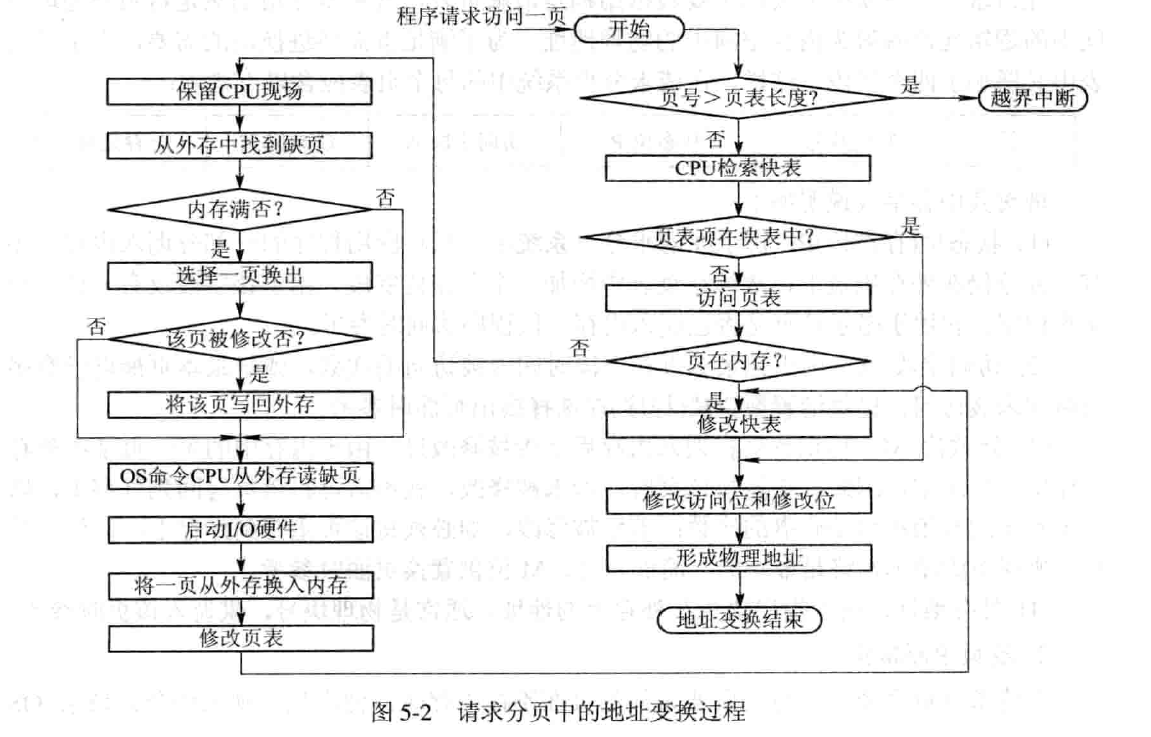 程序请求访问一页
开始
页号>页表长度?
是
越界中断
否
CPU检索快表
页表项在快表中?
是
否
访问页表
页在内存?
否
是
修改快表
修改访问位和修改位
形成物理地址
地址变换结束
保留CPU现场
从外存中找到缺页
内存满否?
否
是
选择一页换出
该页被修改否?
否
是
将该页写回外存
OS命令CPU从外存读缺页
启动I/O硬件
将一页从外存换入内存
修改页表
图 5-2 请求分页中的地址变换过程